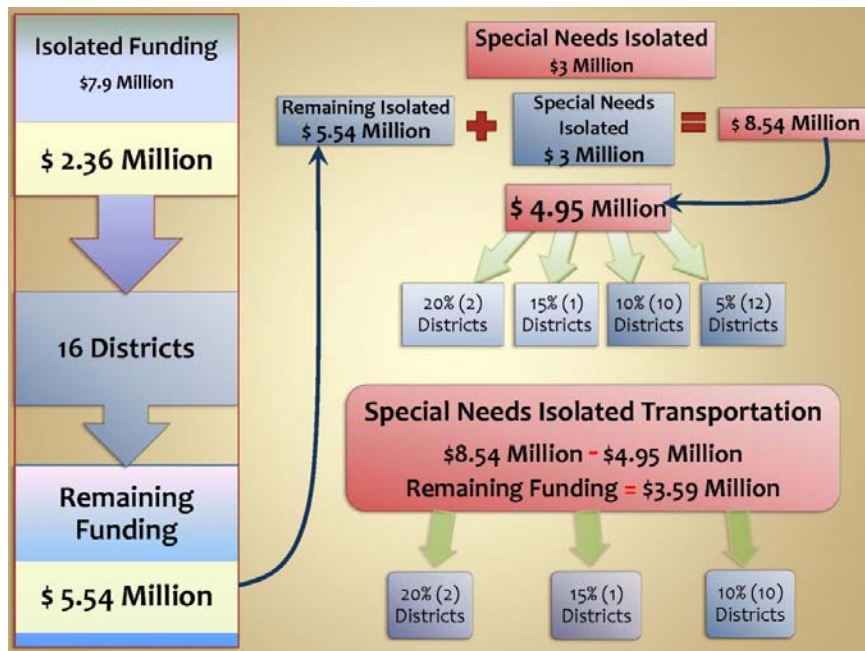 Isolated Funding
$7.9 Million
$ 2.36 Million
16 Districts
Remaining
Funding
$ 5.54 Million
Special Needs Isolated
$3 Million
Remaining Isolated
$ 5.54 Million
+
Special Needs
Isolated
$ 3 Million
=
$ 8.54 Million
$ 4.95 Million
20% (2)
Districts
15% (1)
Districts
10% (10)
Districts
5% (12)
Districts
Special Needs Isolated Transportation
$8.54 Million - $4.95 Million
Remaining Funding = $3.59 Million
20% (2)
Districts
15% (1)
Districts
10% (10)
Districts